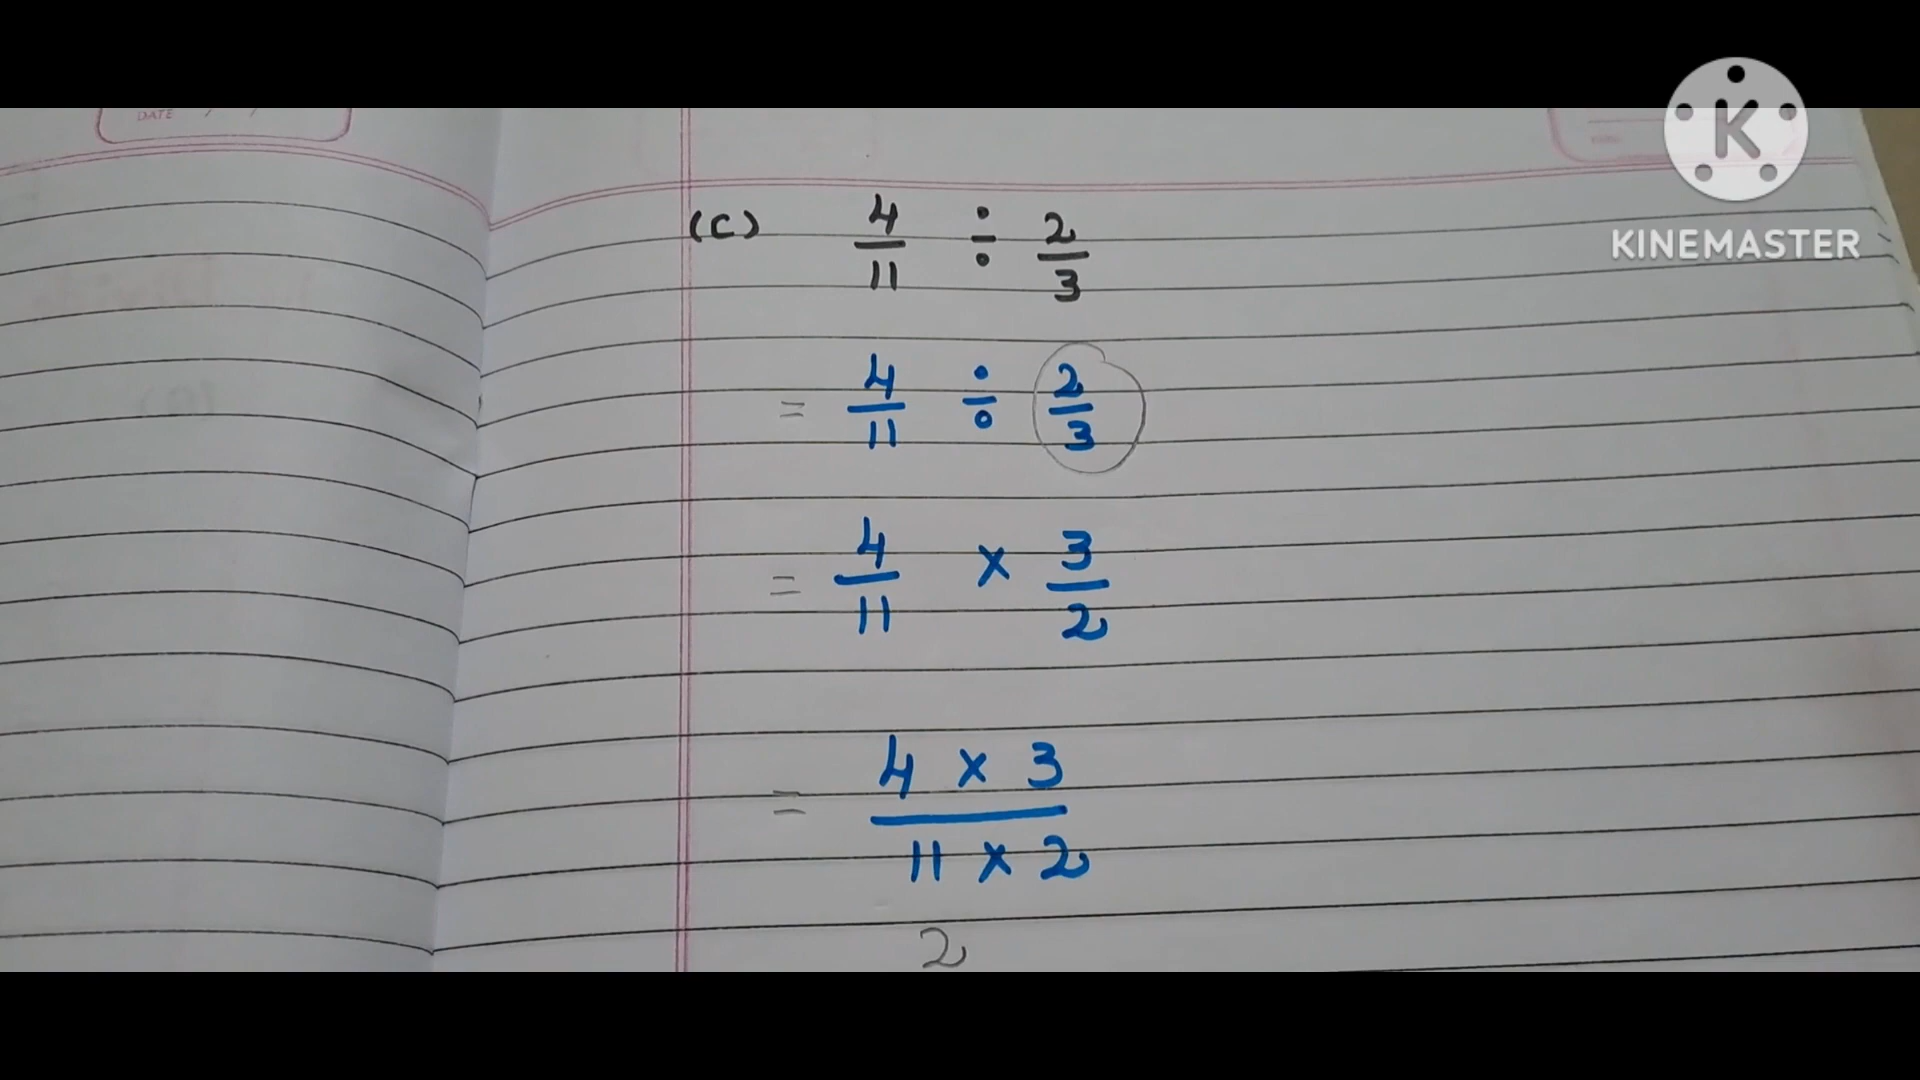 DATE
K
KINEMASTER
(C) 4/11 ÷ 2/3
= 4/11 ÷ 2/3
= 4/11 × 3/2
= 4 × 3 / 11 × 2
2